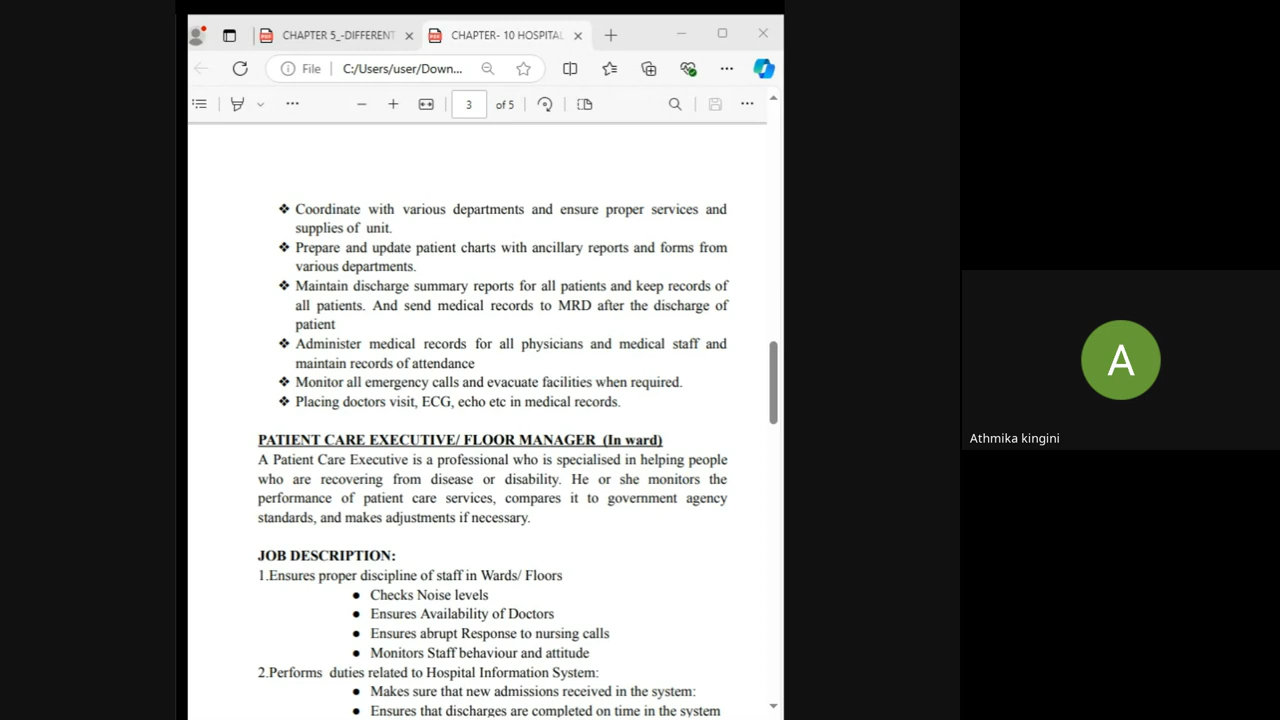 CHAPTER 5_-DIFFERENT
CHAPTER- 10 HOSPITAL
File
C:/Users/user/Down...
3 of 5
❖ Coordinate with various departments and ensure proper services and
supplies of unit.
❖ Prepare and update patient charts with ancillary reports and forms from
various departments.
❖ Maintain discharge summary reports for all patients and keep records of
all patients. And send medical records to MRD after the discharge of
patient
❖ Administer medical records for all physicians and medical staff and
maintain records of attendance
❖ Monitor all emergency calls and evacuate facilities when required.
❖ Placing doctors visit, ECG, echo etc in medical records.
PATIENT CARE EXECUTIVE/ FLOOR MANAGER (In ward)
A Patient Care Executive is a professional who is specialised in helping people
who are recovering from disease or disability. He or she monitors the
performance of patient care services, compares it to government agency
standards, and makes adjustments if necessary.
JOB DESCRIPTION:
1.Ensures proper discipline of staff in Wards/ Floors
● Checks Noise levels
● Ensures Availability of Doctors
● Ensures abrupt Response to nursing calls
● Monitors Staff behaviour and attitude
2.Performs duties related to Hospital Information System:
● Makes sure that new admissions received in the system:
● Ensures that discharges are completed on time in the system
A
Athmika kingini